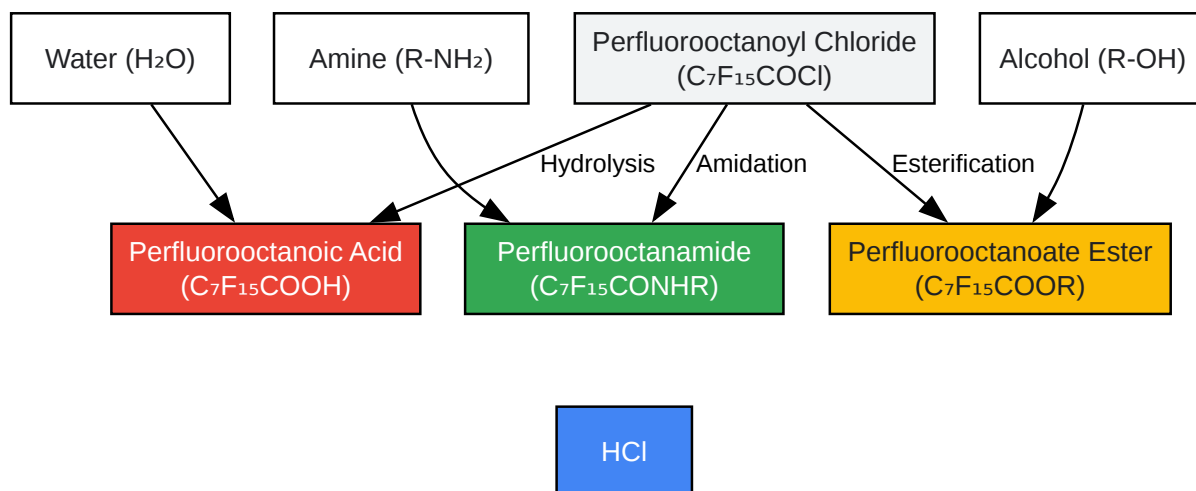 Water (H₂O)
Amine (R-NH₂)
Perfluorooctanoyl Chloride
(C₇F₁₅COCl)
Alcohol (R-OH)
Hydrolysis
Amidation
Esterification
Perfluorooctanoic Acid
(C₇F₁₅COOH)
Perfluorooctanamide
(C₇F₁₅CONHR)
Perfluorooctanoate Ester
(C₇F₁₅COOR)
HCl